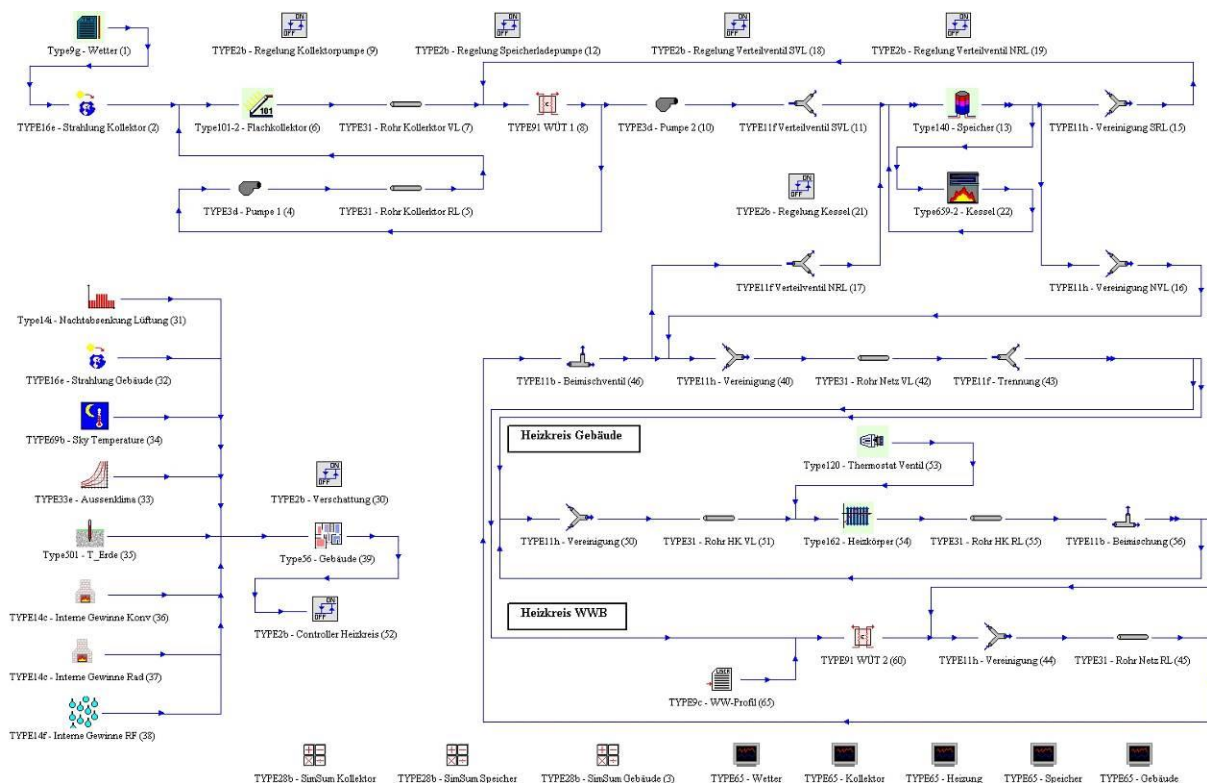 Type9g - Wetter (1)
TYPE2b - Regelung Kollektorpumpe (9)
TYPE2b - Regelung Speicherladepumpe (12)
TYPE2b - Regelung Verteilventil SVL (18)
TYPE2b - Regelung Verteilventil NRL (19)
TYPE16e - Strahlung Kollektor (2)
Type101-2 - Flachkollektor (6)
TYPE31 - Rohr Kollerktor VL (7)
TYPE91 WÜT 1 (8)
TYPE3d - Pumpe 2 (10)
TYPE11f Verteilventil SVL (11)
Type140 - Speicher (13)
TYPE11h - Vereinigung SRL (15)
TYPE3d - Pumpe 1 (4)
TYPE31 - Rohr Kollerktor RL (5)
TYPE2b - Regelung Kessel (21)
Type659-2 - Kessel (22)
TYPE11f Verteilventil NRL (17)
TYPE11h - Vereinigung NVL (16)
Type14i - Nachtabsenkung Lüftung (31)
TYPE16e - Strahlung Gebäude (32)
TYPE11b - Beimischventil (46)
TYPE11h - Vereinigung (40)
TYPE31 - Rohr Netz VL (42)
TYPE11f - Trennung (43)
TYPE69b - Sky Temperature (34)
Heizkreis Gebäude
Type120 - Thermostat Ventil (53)
TYPE33e - Aussenklima (33)
TYPE2b - Verschattung (30)
TYPE11h - Vereinigung (50)
TYPE31 - Rohr HK VL (51)
Type162 - Heizkörper (54)
TYPE31 - Rohr HK RL (55)
TYPE11b - Beimischung (56)
Type501 - T_Erde (35)
Type56 - Gebäude (39)
TYPE14c - Interne Gewinne Konv (36)
TYPE2b - Controller Heizkreis (52)
Heizkreis WWB
TYPE91 WÜT 2 (60)
TYPE11h - Vereinigung (44)
TYPE31 - Rohr Netz RL (45)
TYPE14c - Interne Gewinne Rad (37)
TYPE9c - WW-Profil (65)
TYPE14f - Interne Gewinne RF (38)
TYPE28b - SimSum Kollektor
TYPE28b - SimSum Speicher
TYPE28b - SimSum Gebäude (3)
TYPE65 - Wetter
TYPE65 - Kollektor
TYPE65 - Heizung
TYPE65 - Speicher
TYPE65 - Gebäude